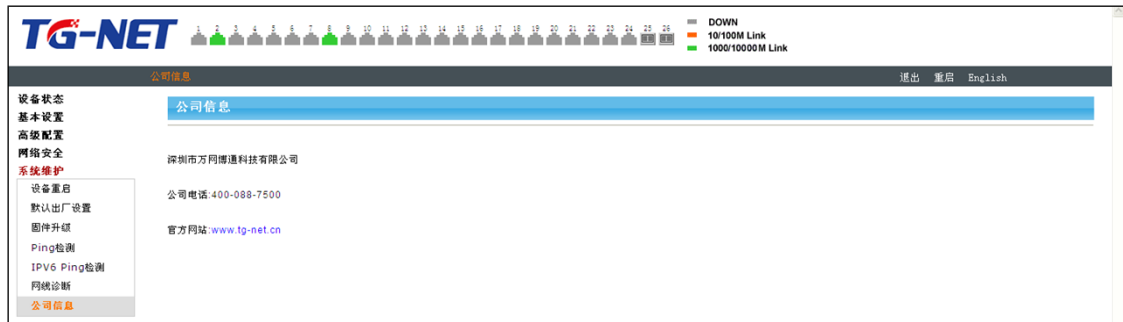 TG-NET
1 2 3 4 5 6 7 8 9 10 11 12 13 14 15 16 17 18 19 20 21 22 23 24 25 26
DOWN
10/100M Link
1000/10000M Link
公司信息 退出 重启 English
设备状态
基本设置
高级配置
网络安全
系统维护
设备重启
默认出厂设置
固件升级
Ping检测
IPV6 Ping检测
网线诊断
公司信息
公司信息
深圳市万网博通科技有限公司
公司电话:400-088-7500
官方网站:www.tg-net.cn